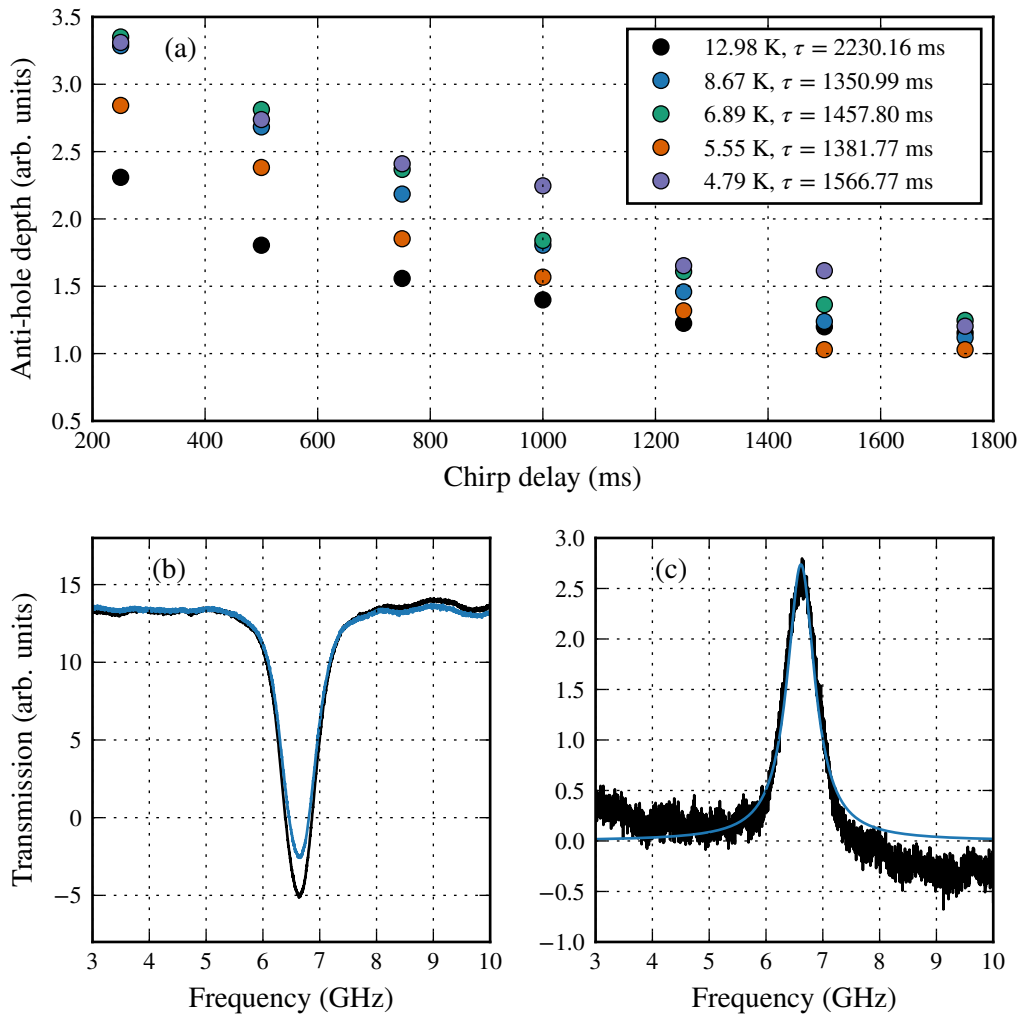 (a)
12.98 K, τ = 2230.16 ms
8.67 K, τ = 1350.99 ms
6.89 K, τ = 1457.80 ms
5.55 K, τ = 1381.77 ms
4.79 K, τ = 1566.77 ms
Anti-hole depth (arb. units)
3.5
3.0
2.5
2.0
1.5
1.0
0.5
200 400 600 800 1000 1200 1400 1600 1800
Chirp delay (ms)
(b)
Transmission (arb. units)
15
10
5
0
−5
3 4 5 6 7 8 9 10
Frequency (GHz)
(c)
3.0
2.5
2.0
1.5
1.0
0.5
0.0
−0.5
−1.0
3 4 5 6 7 8 9 10
Frequency (GHz)